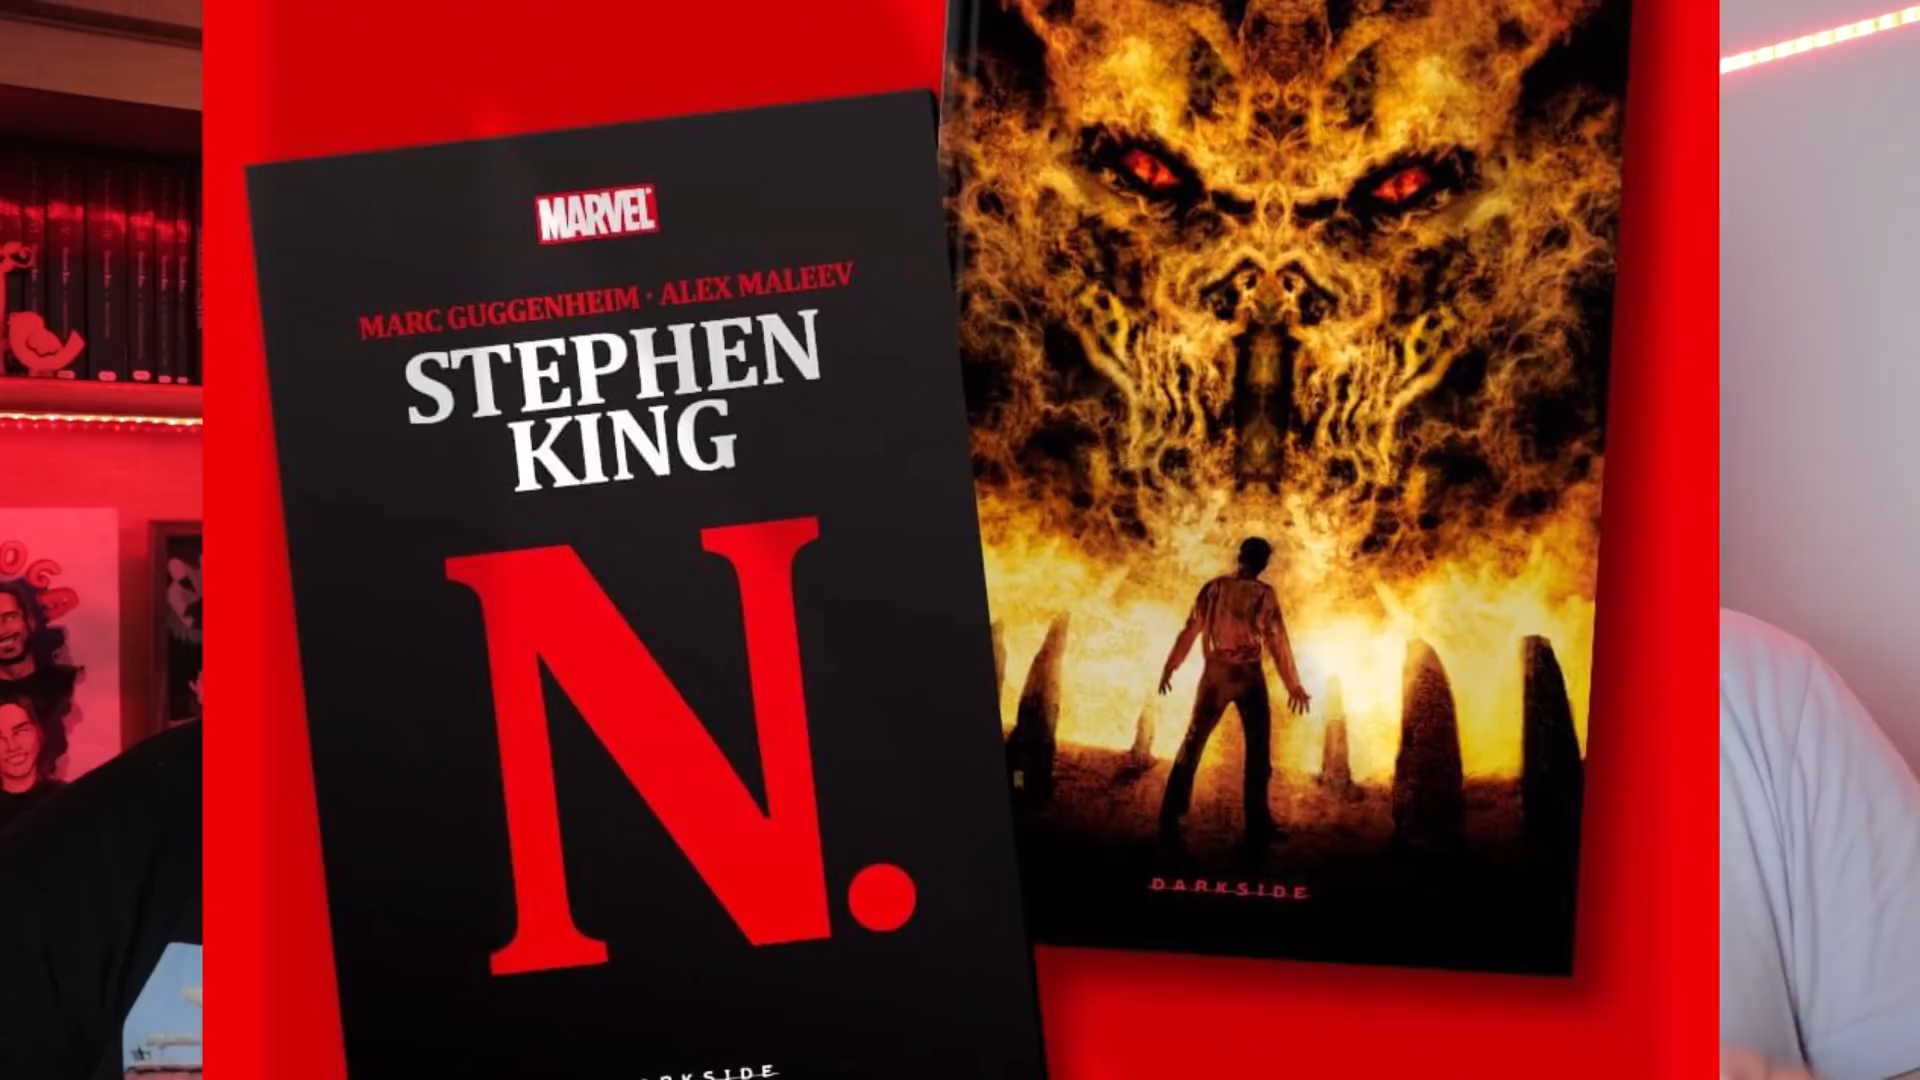 MARVEL
MARC GUGGENHEIM · ALEX MALEEV
STEPHEN
KING
N.
DARKSIDE